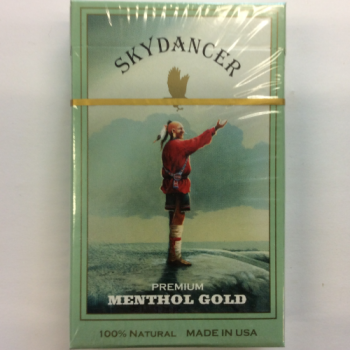 SKYDANCER
PREMIUM
MENTHOL GOLD
100% NATURAL MADE IN USA